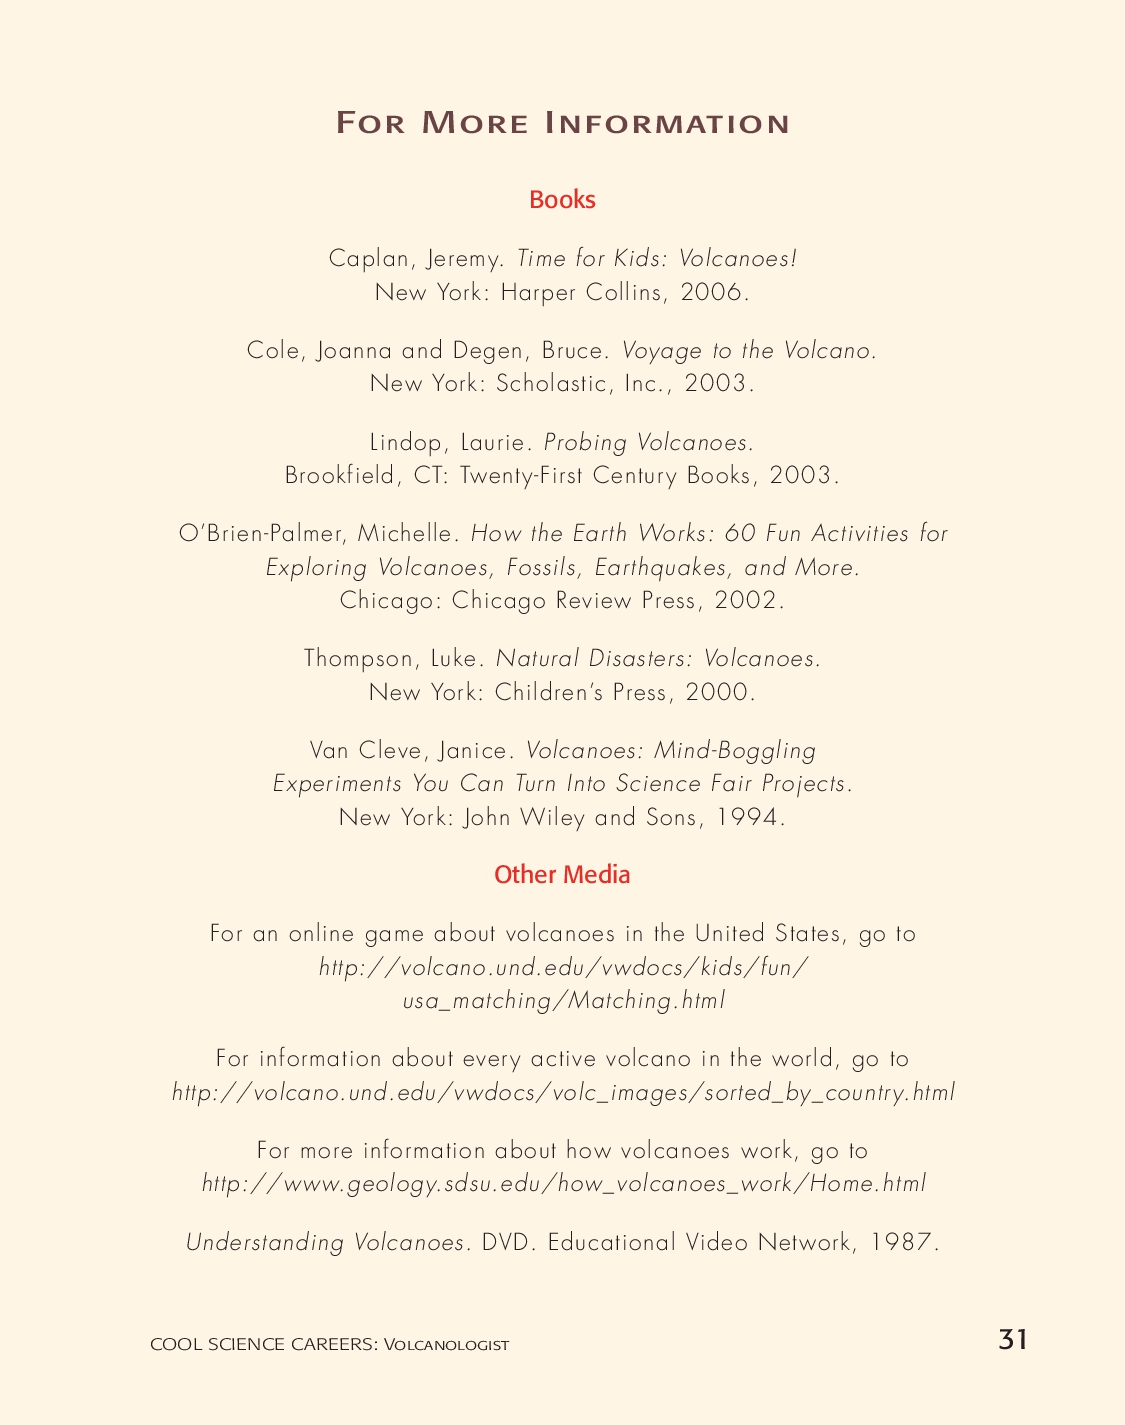 For More Information
Books
Caplan, Jeremy. Time for Kids: Volcanoes!
New York: Harper Collins, 2006.
Cole, Joanna and Degen, Bruce. Voyage to the Volcano.
New York: Scholastic, Inc., 2003.
Lindop, Laurie. Probing Volcanoes.
Brookfield, CT: Twenty-First Century Books, 2003.
O’Brien-Palmer, Michelle. How the Earth Works: 60 Fun Activities for
Exploring Volcanoes, Fossils, Earthquakes, and More.
Chicago: Chicago Review Press, 2002.
Thompson, Luke. Natural Disasters: Volcanoes.
New York: Children’s Press, 2000.
Van Cleve, Janice. Volcanoes: Mind-Boggling
Experiments You Can Turn Into Science Fair Projects.
New York: John Wiley and Sons, 1994.
Other Media
For an online game about volcanoes in the United States, go to
http://volcano.und.edu/vwdocs/kids/fun/
usa_matching/Matching.html
For information about every active volcano in the world, go to
http://volcano.und.edu/vwdocs/volc_images/sorted_by_country.html
For more information about how volcanoes work, go to
http://www.geology.sdsu.edu/how_volcanoes_work/Home.html
Understanding Volcanoes. DVD. Educational Video Network, 1987.
COOL SCIENCE CAREERS: Volcanologist
31